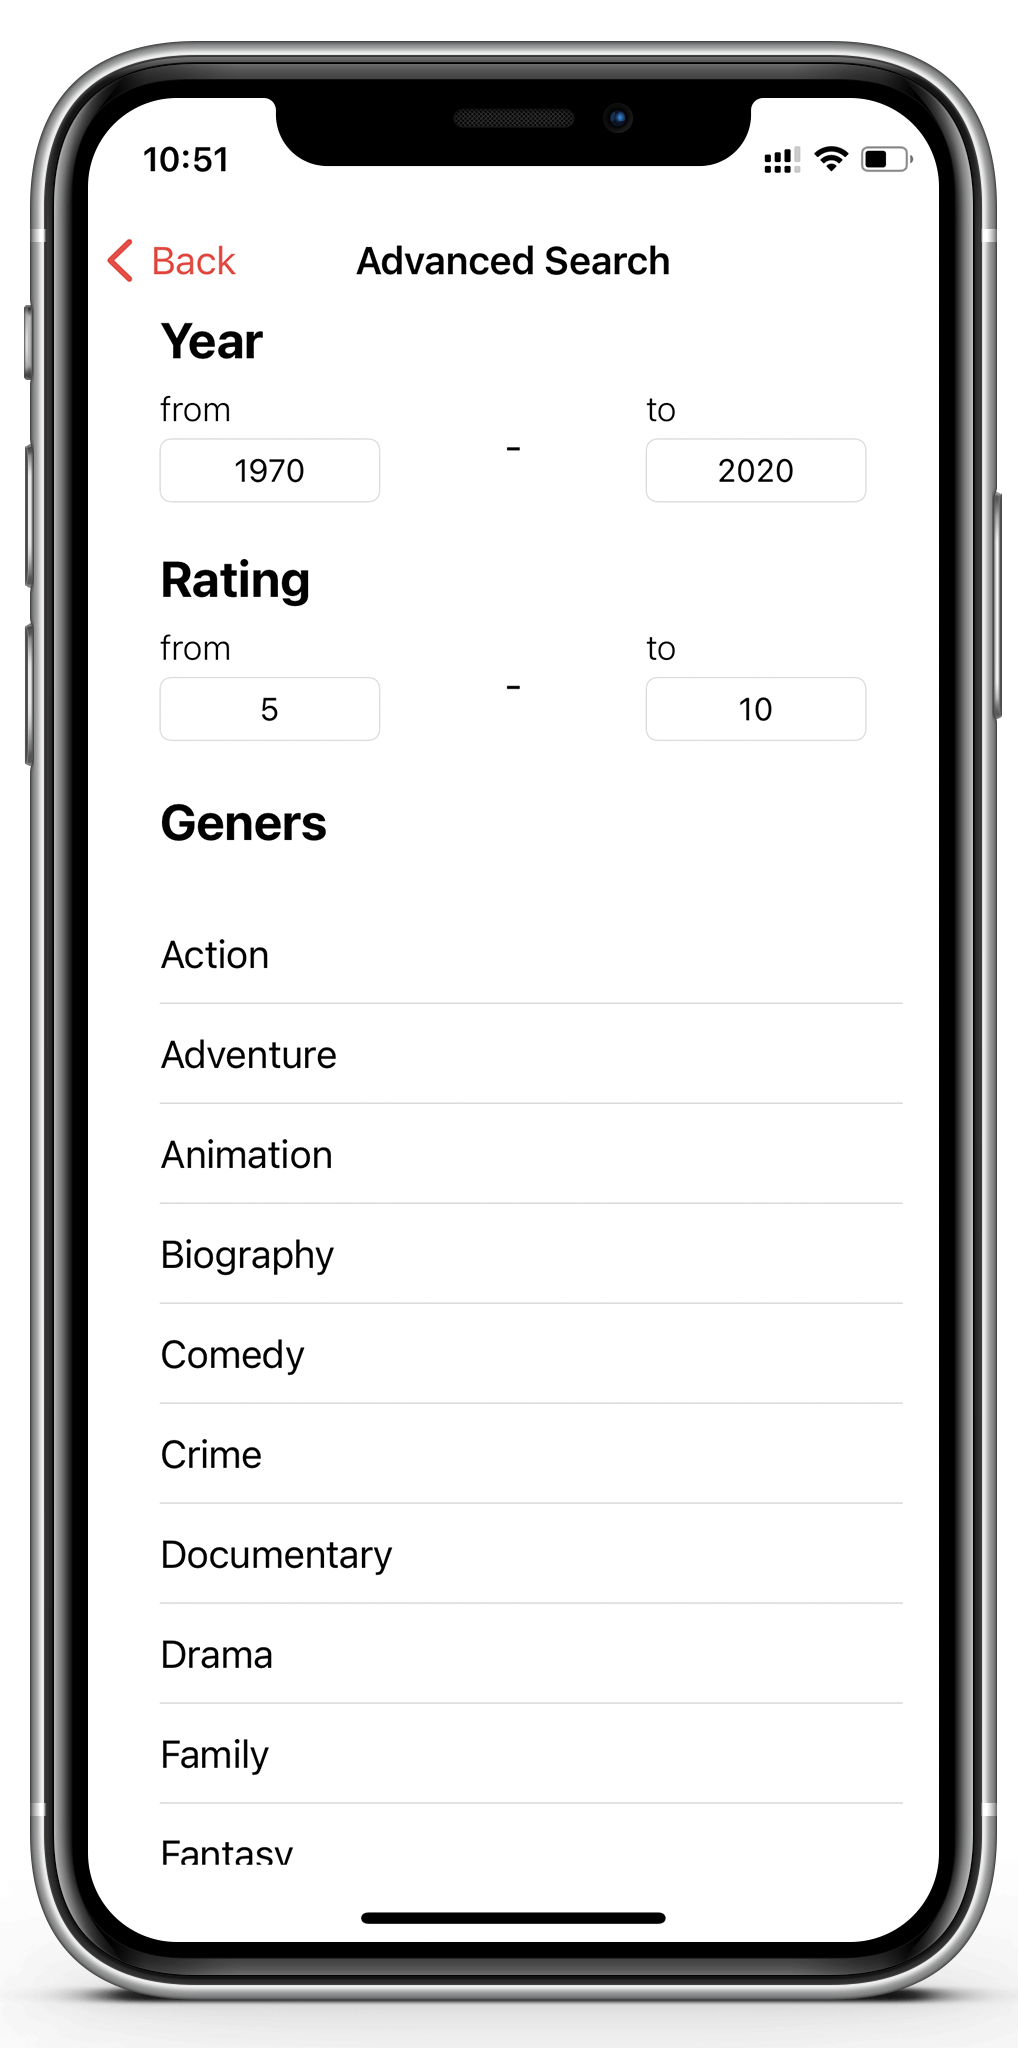 10:51
Back Advanced Search
Year
from to
1970 - 2020
Rating
from to
5 - 10
Geners
Action
Adventure
Animation
Biography
Comedy
Crime
Documentary
Drama
Family
Fantasy